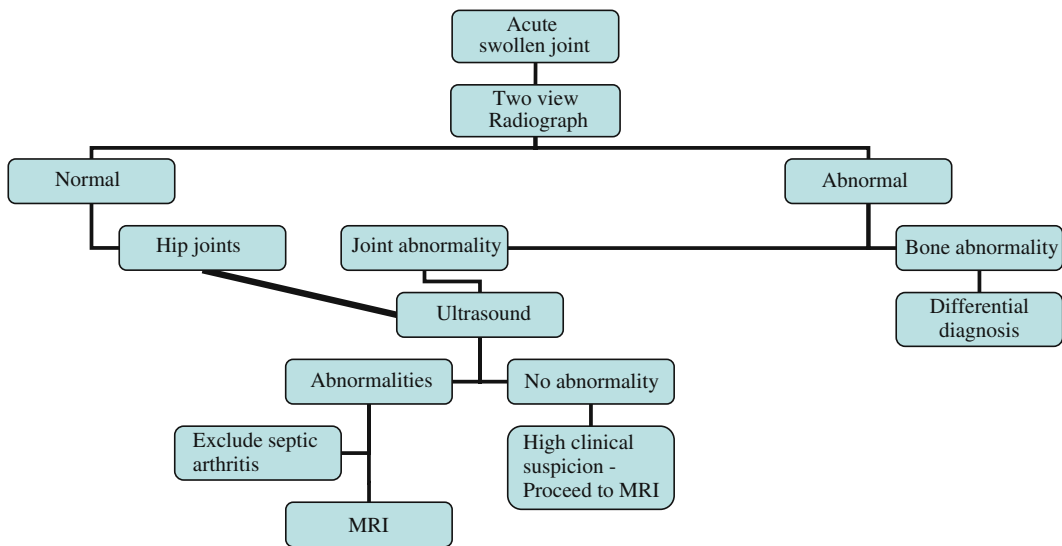 Acute
swollen joint
Two view
Radiograph
Normal
Abnormal
Hip joints
Joint abnormality
Bone abnormality
Ultrasound
Differential
diagnosis
Abnormalities
No abnormality
Exclude septic
arthritis
High clinical
suspicion -
Proceed to MRI
MRI